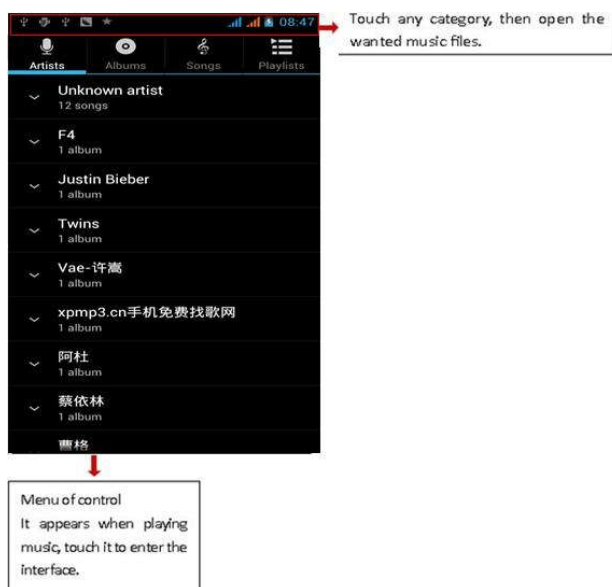 08:47
Touch any category, then open the
wanted music files.
Artists Albums Songs Playlists
Unknown artist
12 songs
F4
1 album
Justin Bieber
1 album
Twins
1 album
Vae-许嵩
1 album
xpmp3.cn手机免费找歌网
1 album
阿杜
1 album
蔡依林
1 album
曹格
Menu of control
It appears when playing
music, touch it to enter the
interface.